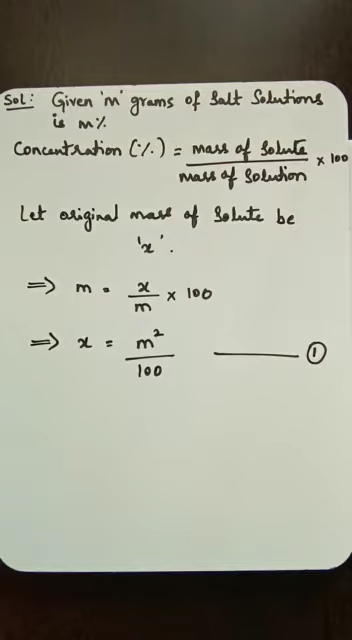 Sol: Given 'm' grams of Salt Solutions
is m%
Concentration (%) = mass of Solute / mass of Solution × 100
Let original mass of Solute be
'x'.
⇒ m = x/m × 100
⇒ x = m²/100 ——— ①